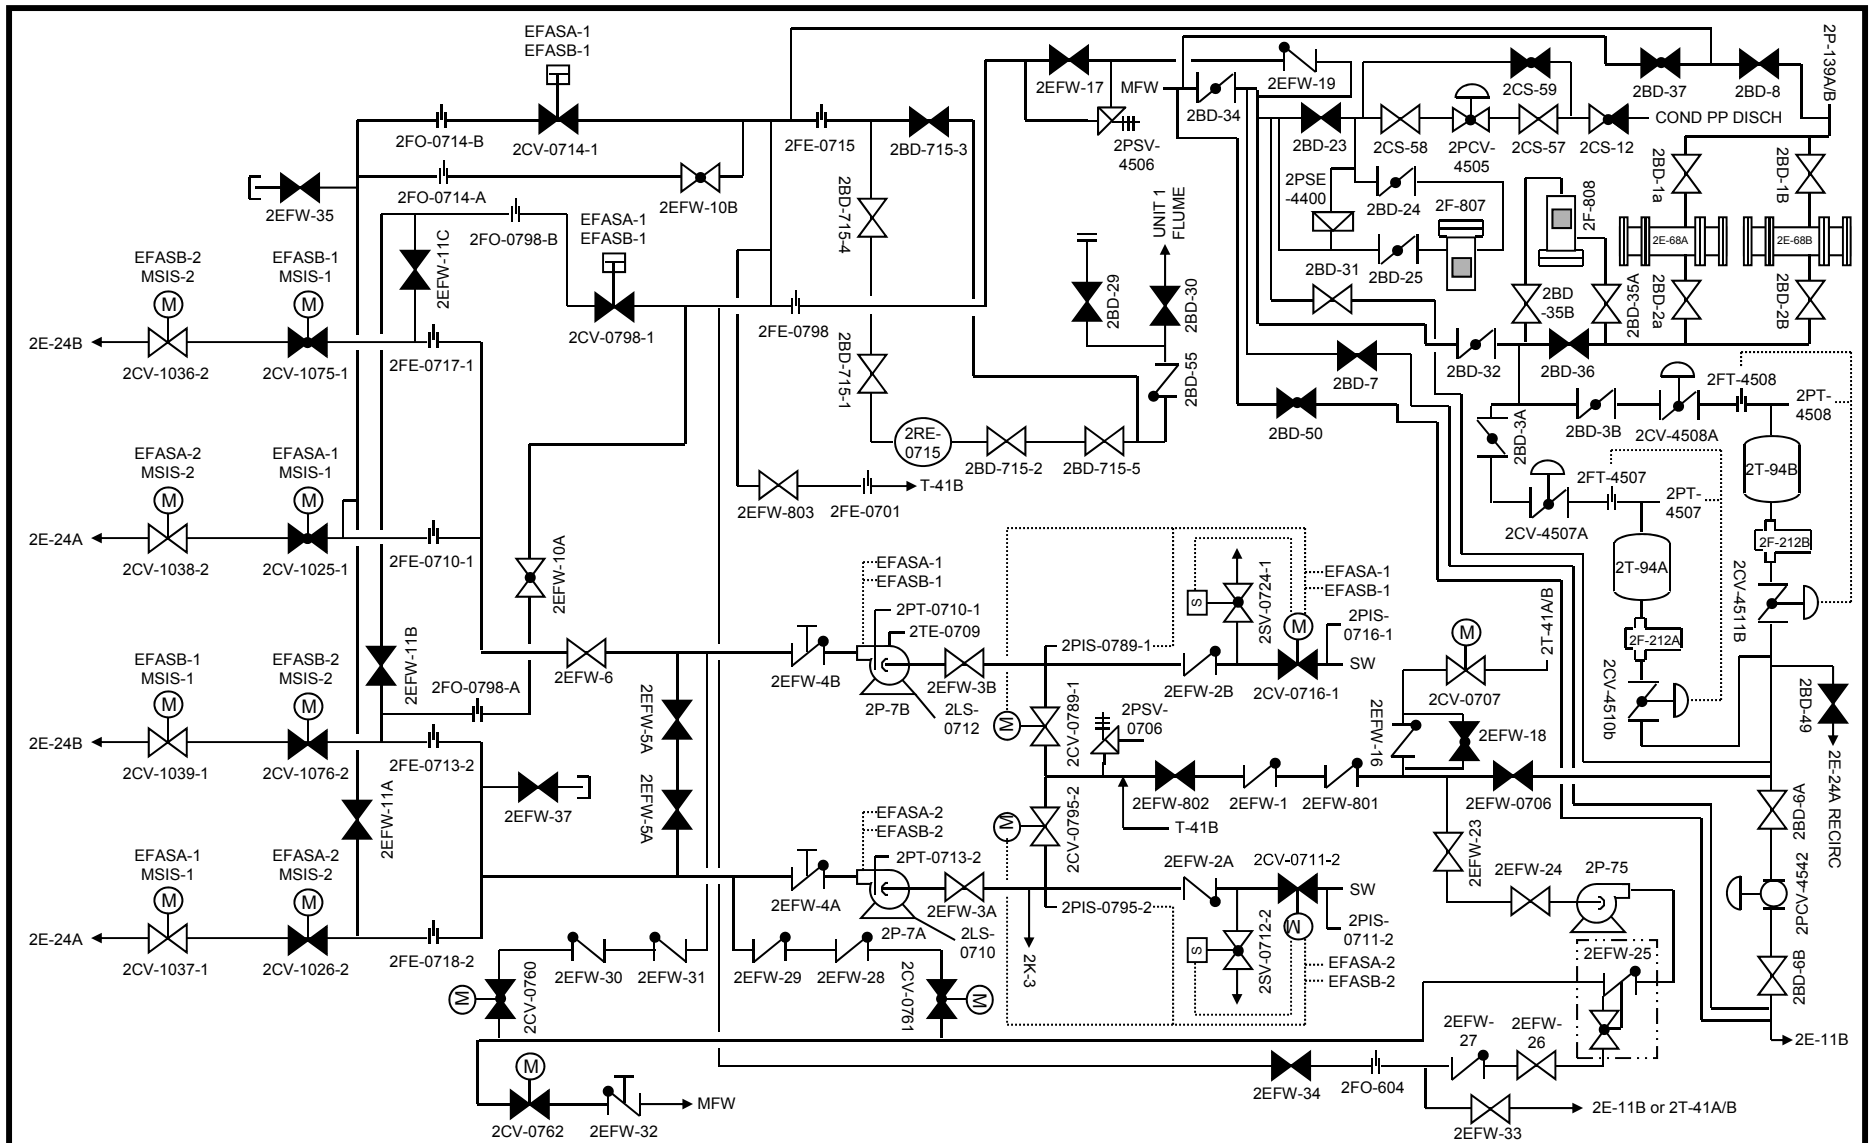 EFASA-1
EFASB-1
2FO-0714-B
2CV-0714-1
2FE-0715
2BD-715-3
2EFW-17
MFW
2PSV-
4506
2BD-34
2EFW-19
2CS-59
2BD-37
2BD-8
2P-139A/B
COND PP DISCH
2BD-23
2CS-58
2PCV-
4505
2CS-57
2CS-12
2EFW-35
2FO-0714-A
2EFW-10B
2BD-715-4
2PSE
-4400
2BD-24
2F-807
2F-808
2BD-1a
2BD-1B
2FO-0798-B
EFASA-1
EFASB-1
2EFW-11C
UNIT 1
FLUME
2BD-29
2BD-30
2BD-31
2BD-25
2E-68A
2E-68B
EFASB-2
MSIS-2
EFASB-1
MSIS-1
M
M
2CV-0798-1
2FE-0798
2BD
-35B
2BD-35A
2BD-2a
2BD-2B
2E-24B
2CV-1036-2
2CV-1075-1
2FE-0717-1
2BD-715-1
2BD-55
2BD-7
2BD-32
2BD-36
2FT-4508
2PT-
4508
2BD-50
2BD-3A
2BD-3B
2CV-4508A
2RE-
0715
2BD-715-2
2BD-715-5
EFASA-2
MSIS-2
EFASA-1
MSIS-1
M
M
2T-94B
2FT-4507
2PT-
4507
2EFW-803
2FE-0701
T-41B
2CV-4507A
2E-24A
2CV-1038-2
2CV-1025-1
2FE-0710-1
2EFW-10A
2F-212B
2T-94A
EFASA-1
EFASB-1
2PT-0710-1
2TE-0709
S
2SV-0724-1
EFASA-1
EFASB-1
M
2PIS-
0716-1
2T-41A/B
M
2CV-4511B
2F-212A
2PIS-0789-1
SW
2EFW-6
2EFW-4B
2P-7B
2EFW-3B
2LS-
0712
2EFW-2B
2CV-0716-1
2CV-0707
2CV-4510b
2BD-49
EFASB-1
MSIS-1
EFASB-2
MSIS-2
M
M
2EFW-11B
2FO-0798-A
2EFW-5A
M
2CV-0789-1
2PSV-
0706
2EFW-16
2EFW-18
2E-24B
2CV-1039-1
2CV-1076-2
2FE-0713-2
2EFW-37
2EFW-11A
2EFW-5A
2EFW-802
2EFW-1
2EFW-801
2EFW-0706
T-41B
2E-24A RECIRC
2BD-6A
M
2CV-0795-2
EFASA-2
EFASB-2
2PT-0713-2
2EFW-23
EFASA-1
MSIS-1
EFASA-2
MSIS-2
M
M
2EFW-2A
2CV-0711-2
SW
2EFW-24
2P-75
2PCV-4542
2EFW-4A
2P-7A
2EFW-3A
2LS-
0710
2PIS-0795-2
M
2PIS-
0711-2
2E-24A
2CV-1037-1
2CV-1026-2
2FE-0718-2
2EFW-30
2EFW-31
2EFW-29
2EFW-28
2K-3
S
2SV-0712-2
EFASA-2
EFASB-2
2EFW-25
2BD-6B
M
2CV-0760
2CV-0761
M
2EFW-
27
2EFW-
26
2E-11B
M
2CV-0762
2EFW-32
MFW
2EFW-34
2FO-604
2EFW-33
2E-11B or 2T-41A/B